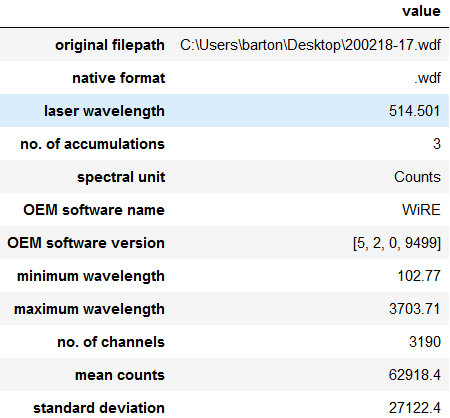 value
original filepath C:\Users\barton\Desktop\200218-17.wdf
native format .wdf
laser wavelength 514.501
no. of accumulations 3
spectral unit Counts
OEM software name WiRE
OEM software version [5, 2, 0, 9499]
minimum wavelength 102.77
maximum wavelength 3703.71
no. of channels 3190
mean counts 62918.4
standard deviation 27122.4